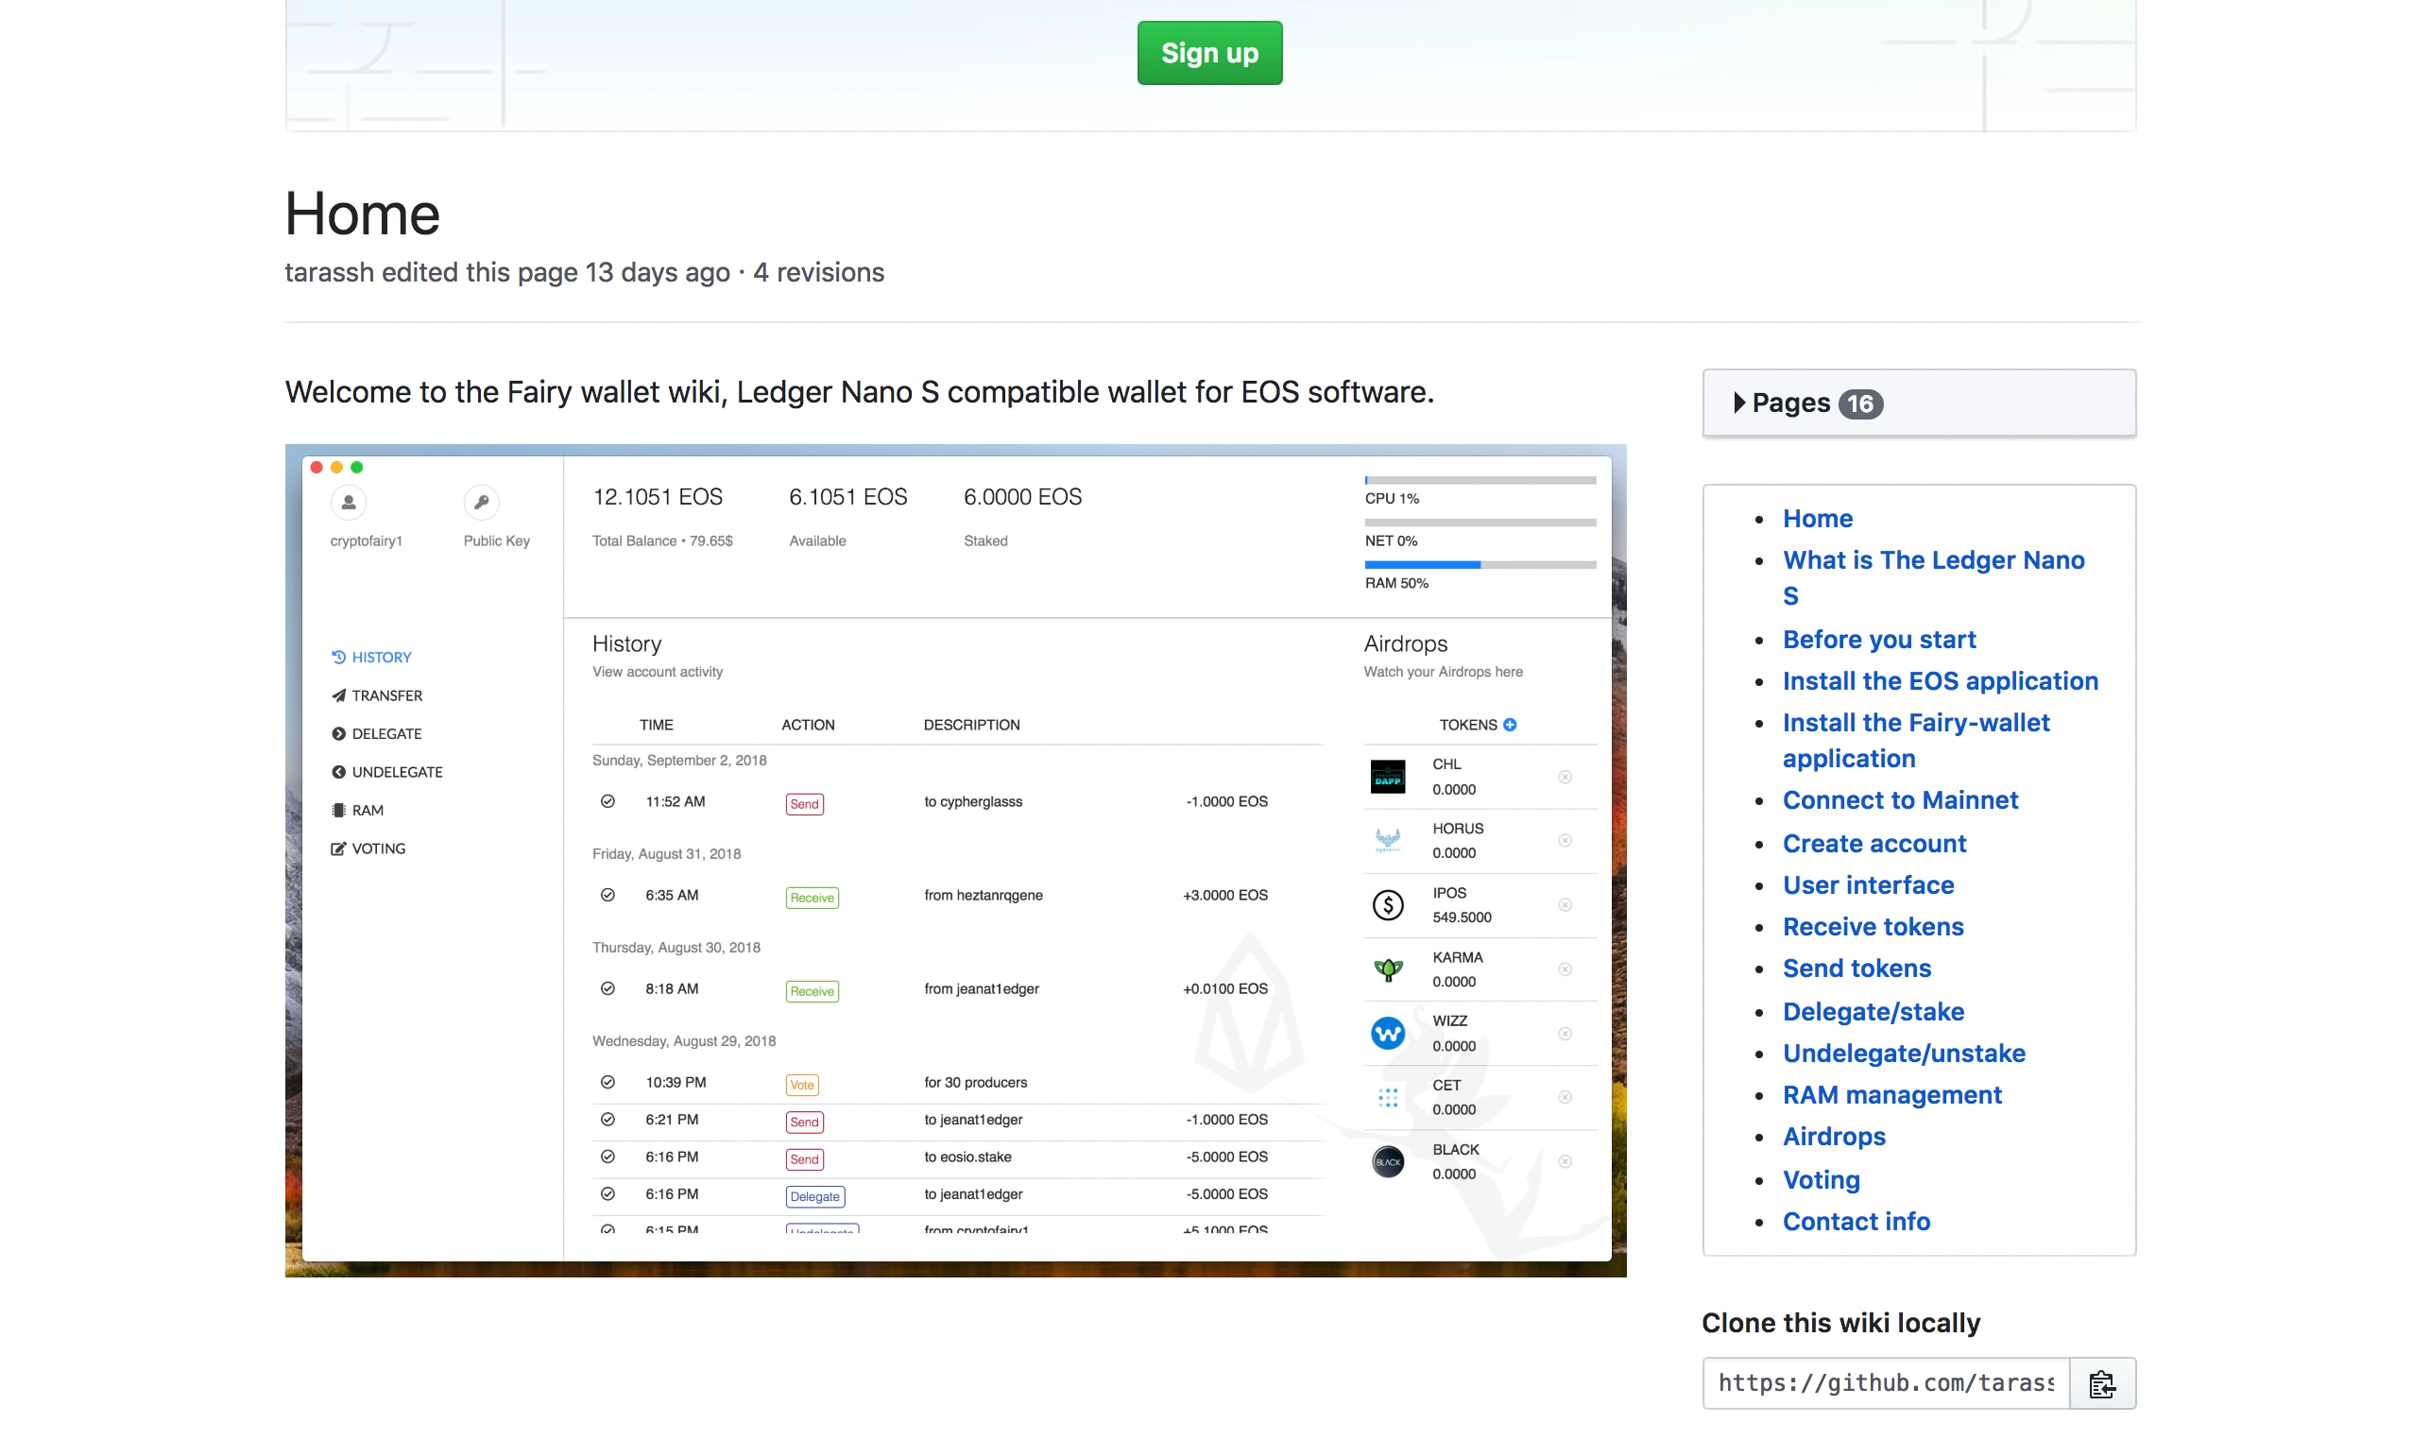 Sign up
Home
tarassh edited this page 13 days ago · 4 revisions
Welcome to the Fairy wallet wiki, Ledger Nano S compatible wallet for EOS software.
cryptofairy1
Public Key
HISTORY
TRANSFER
DELEGATE
UNDELEGATE
RAM
VOTING
12.1051 EOS 6.1051 EOS 6.0000 EOS
Total Balance • 79.65$ Available Staked
CPU 1%
NET 0%
RAM 50%
History
View account activity
TIME ACTION DESCRIPTION
Sunday, September 2, 2018
11:52 AM Send to cypherglasss -1.0000 EOS
Friday, August 31, 2018
6:35 AM Receive from heztanrqgene +3.0000 EOS
Thursday, August 30, 2018
8:18 AM Receive from jeanat1edger +0.0100 EOS
Wednesday, August 29, 2018
10:39 PM Vote for 30 producers
6:21 PM Send to jeanat1edger -1.0000 EOS
6:16 PM Send to eosio.stake -5.0000 EOS
6:16 PM Delegate to jeanat1edger -5.0000 EOS
6:15 PM Undelegate from cryptofairy1 +5.1000 EOS
Airdrops
Watch your Airdrops here
TOKENS
DAPP
CHL
0.0000
HORUS
0.0000
IPOS
549.5000
KARMA
0.0000
WIZZ
0.0000
CET
0.0000
BLACK
BLACK
0.0000
Pages 16
Home
What is The Ledger Nano
S
Before you start
Install the EOS application
Install the Fairy-wallet
application
Connect to Mainnet
Create account
User interface
Receive tokens
Send tokens
Delegate/stake
Undelegate/unstake
RAM management
Airdrops
Voting
Contact info
Clone this wiki locally
https://github.com/tarass